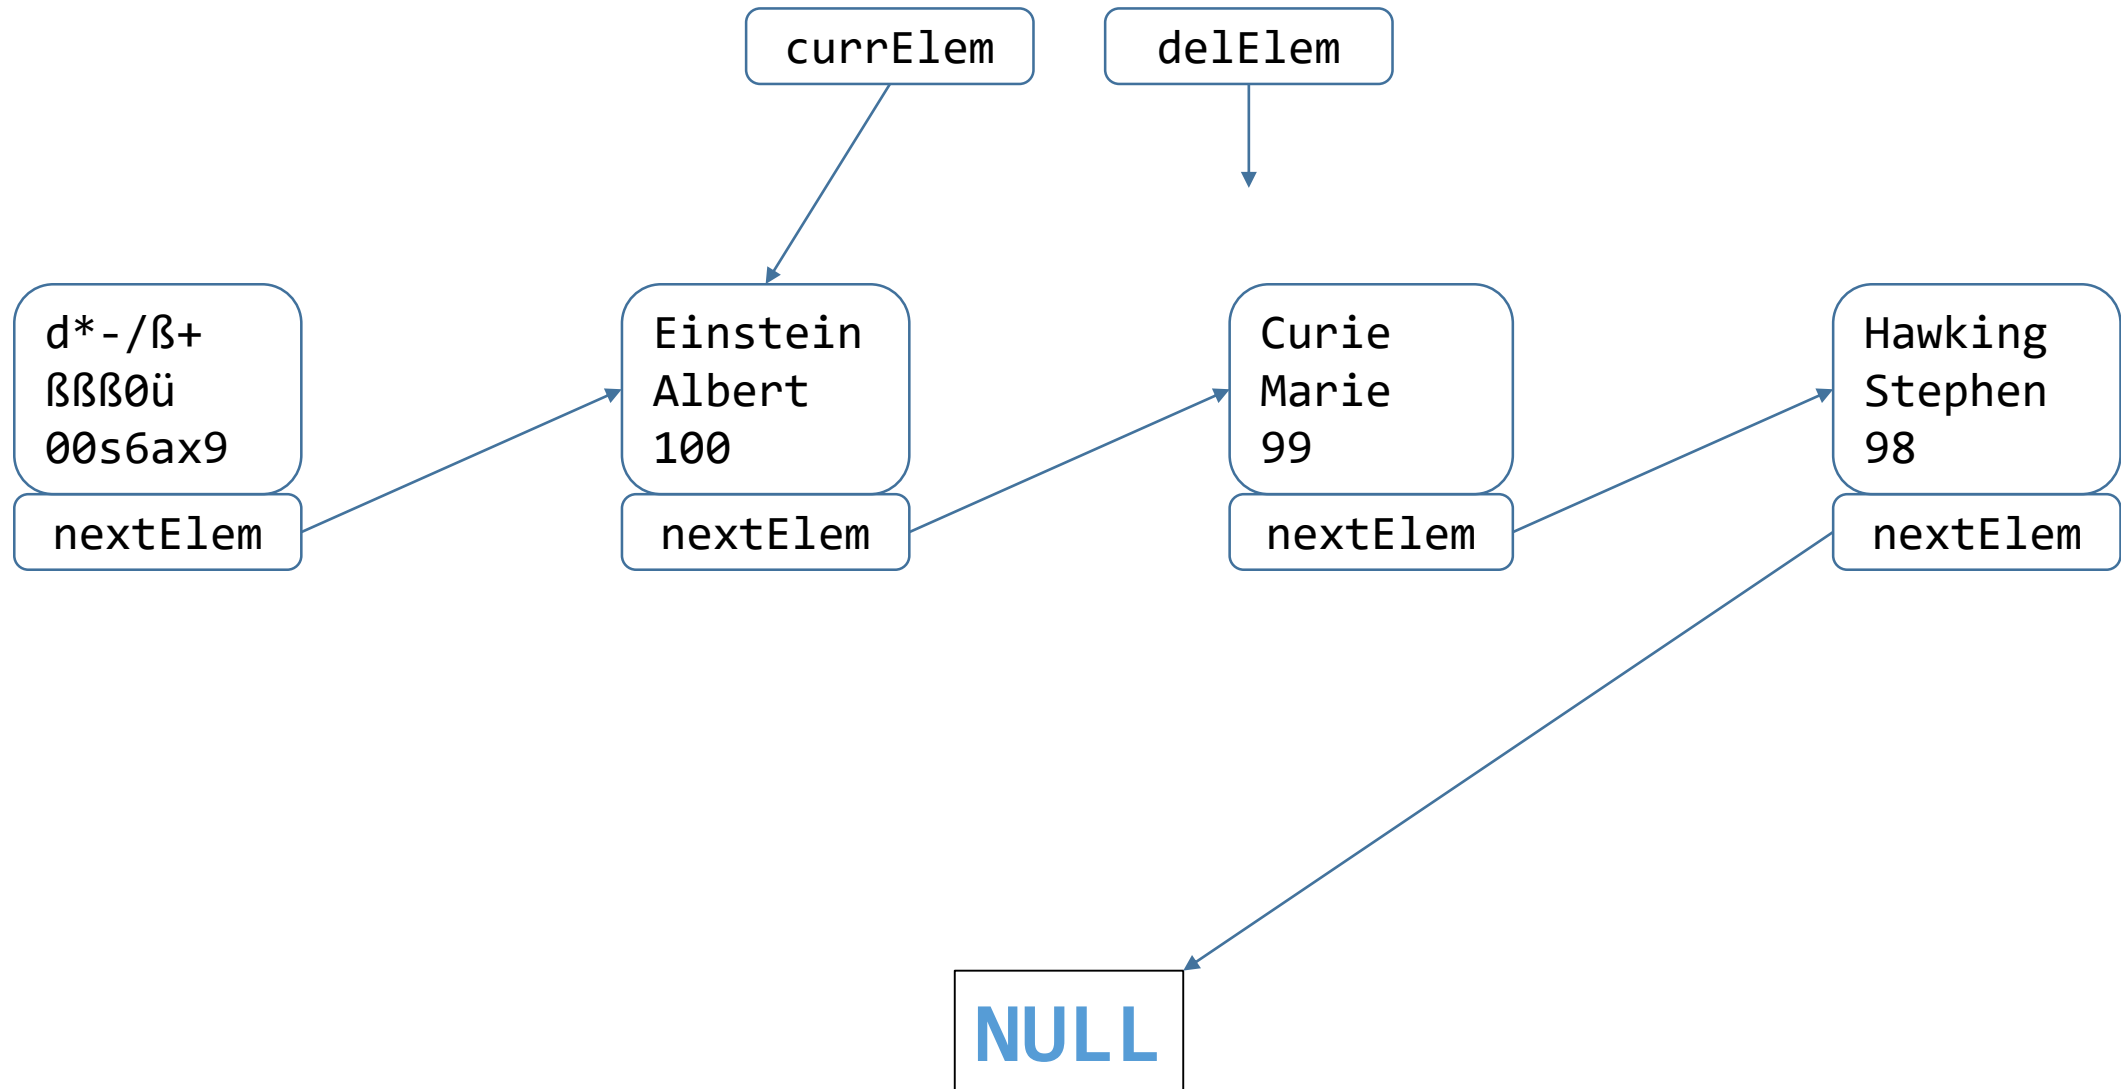 currElem
delElem
d*-/ß+
ßßß0ü
00s6ax9
nextElem
Einstein
Albert
100
nextElem
Curie
Marie
99
nextElem
Hawking
Stephen
98
nextElem
NULL